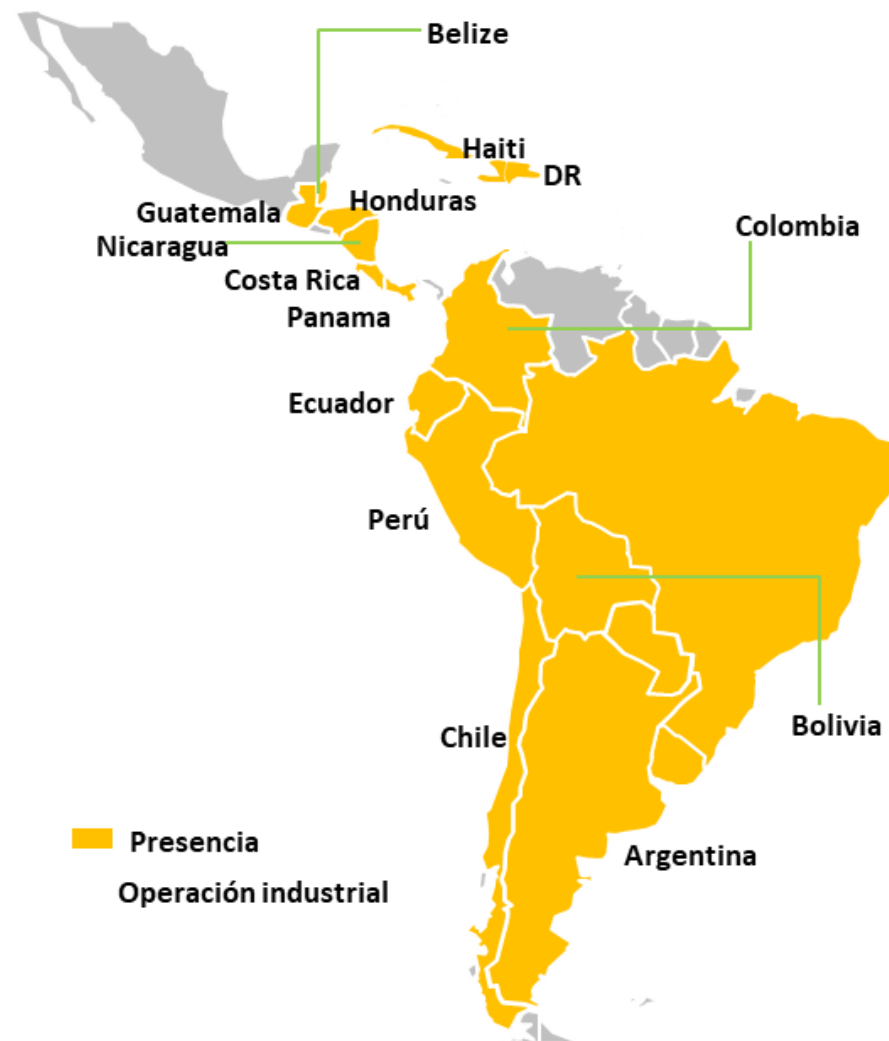 Belize
Haiti
DR
Honduras
Guatemala
Colombia
Nicaragua
Costa Rica
Panama
Ecuador
Perú
Bolivia
Chile
Presencia
Argentina
Operación industrial